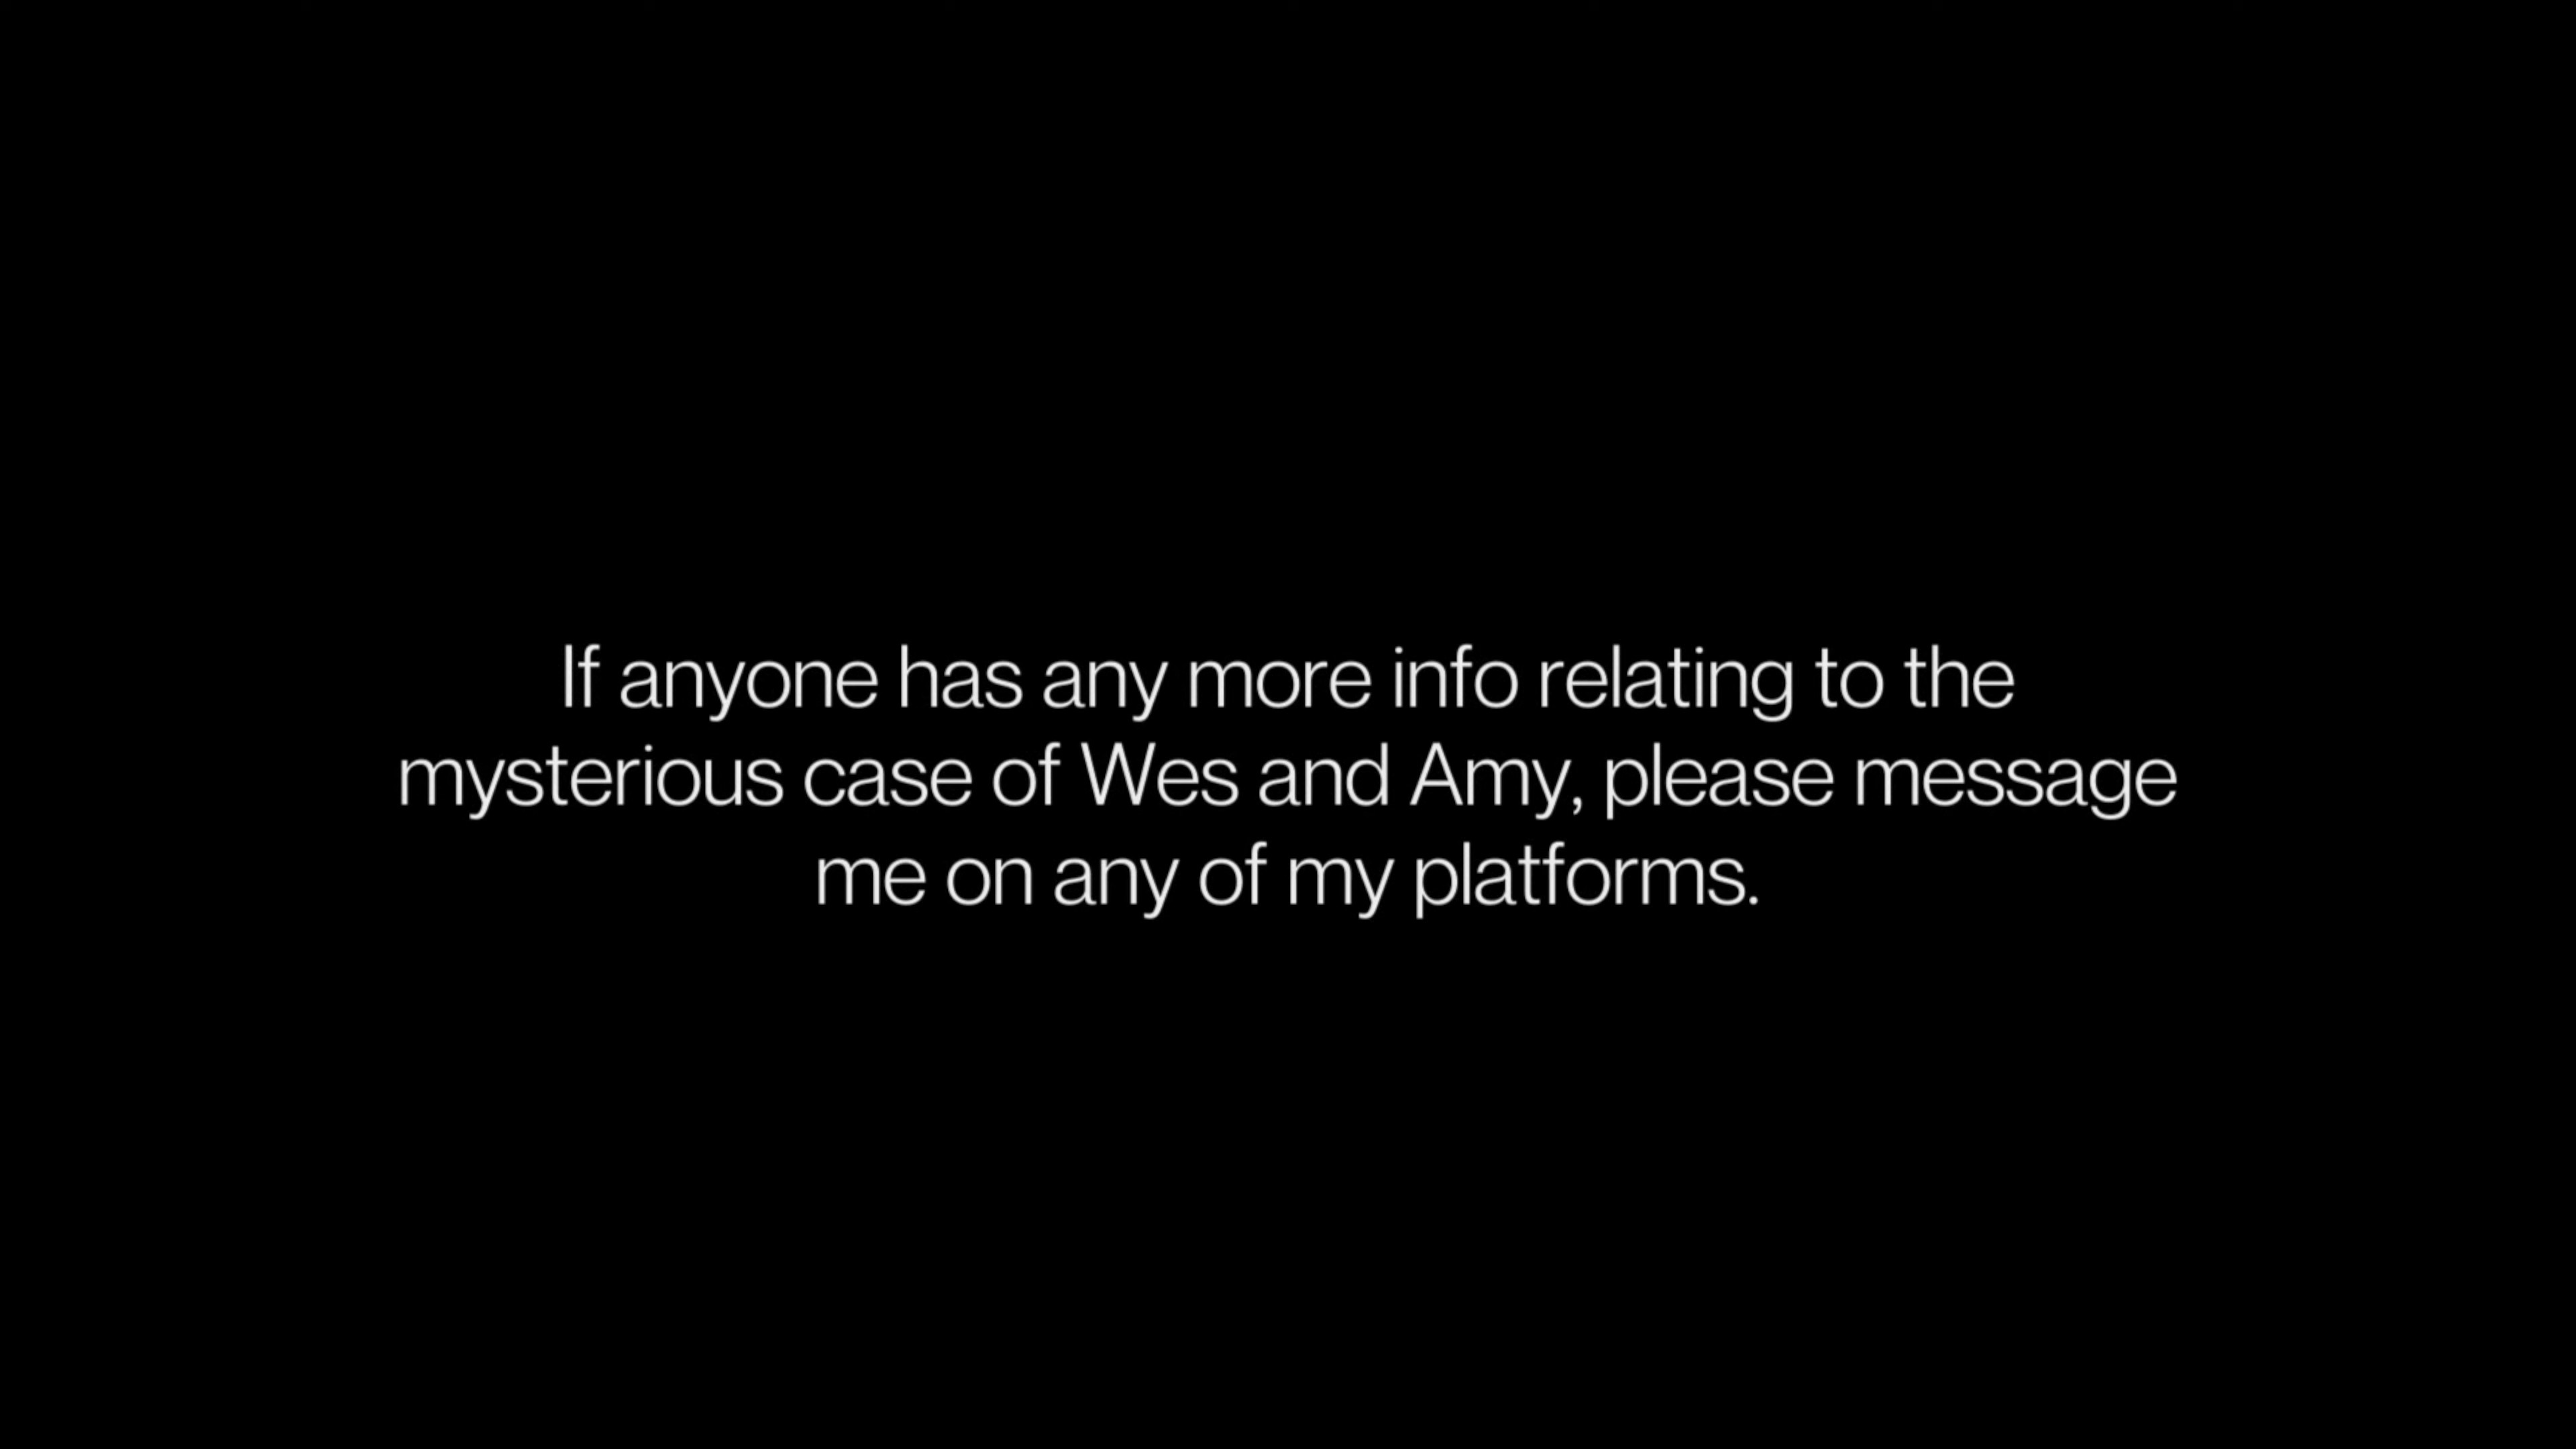 If anyone has any more info relating to the
mysterious case of Wes and Amy, please message
me on any of my platforms.